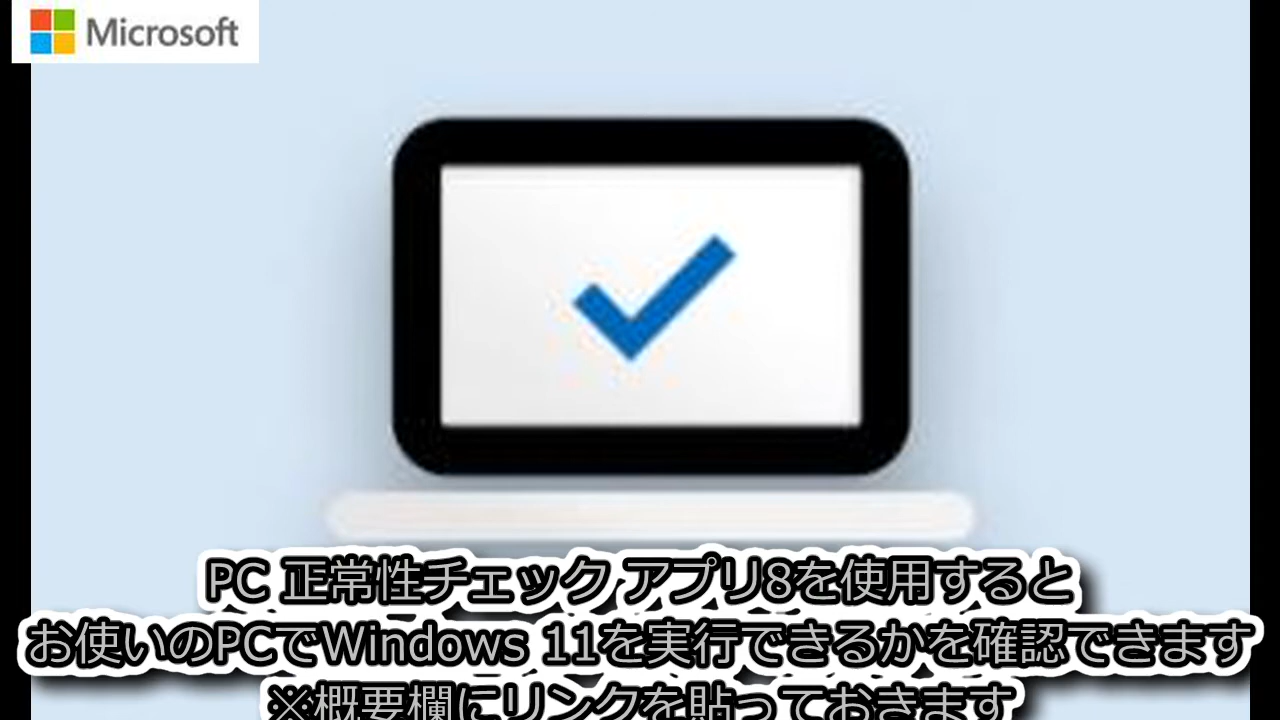 Microsoft
PC 正常性チェック アプリ8を使用すると
お使いのPCでWindows 11を実行できるかを確認できます
※概要欄にリンクを貼っておきます